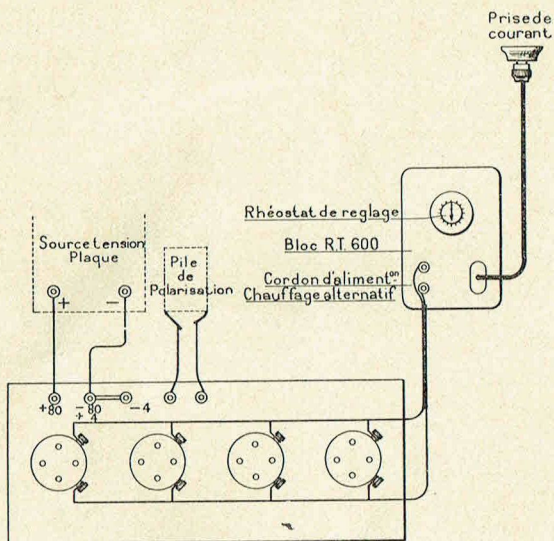 Prise de
courant
Rhéostat de reglage
Bloc R.T. 600
Cordon d'aliment.on
Chauffage alternatif
Source tension
Plaque
+ −
Pile
de
Polarisation
+80
− 80
+ 4
−4